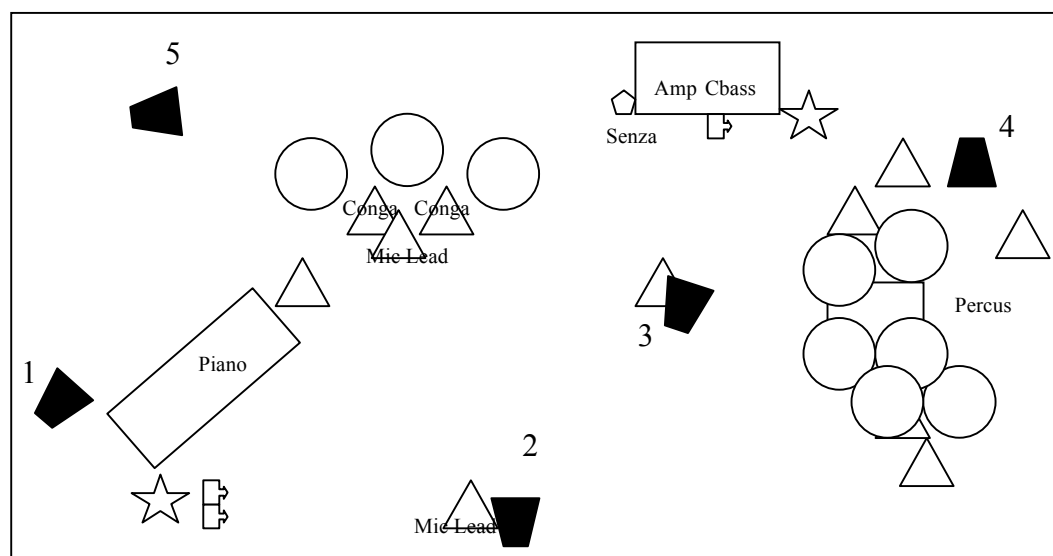 5
Amp Cbass
Senza
4
Conga
Conga
Mic Lead
Percus
3
Piano
1
2
Mic Lead